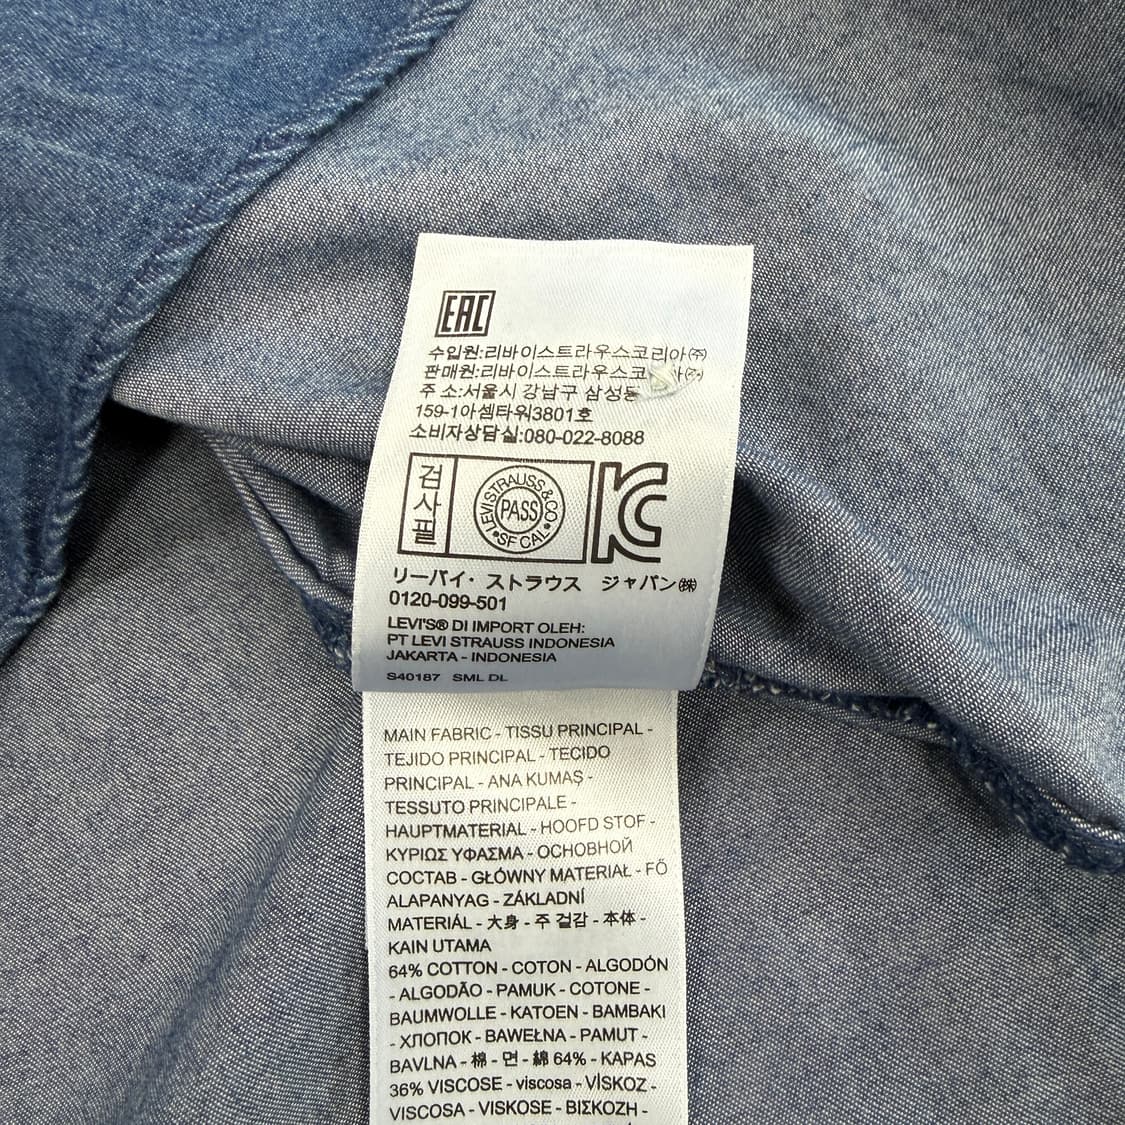 EAC
수입원:리바이스트라우스코리아㈜
판매원:리바이스트라우스코 아㈜
주 소:서울시 강남구 삼성동
159-1아셈타워3801호
소비자상담실:080-022-8088
검사필
LEVI STRAUSS & CO
PASS
•SF CAL•
KC
リーバイ・ストラウス ジャパン㈱
0120-099-501
LEVI'S® DI IMPORT OLEH:
PT LEVI STRAUSS INDONESIA
JAKARTA - INDONESIA
S40187 SML DL
MAIN FABRIC - TISSU PRINCIPAL -
TEJIDO PRINCIPAL - TECIDO
PRINCIPAL - ANA KUMAŞ -
TESSUTO PRINCIPALE -
HAUPTMATERIAL - HOOFD STOF -
ΚΥΡΙΩΣ ΥΦΑΣΜΑ - ОСНОВНОЙ
СОСТАВ - GŁÓWNY MATERIAŁ - FŐ
ALAPANYAG - ZÁKLADNÍ
MATERIÁL - 大身 - 주 겉감 - 本体 -
KAIN UTAMA
64% COTTON - COTON - ALGODÓN
- ALGODÃO - PAMUK - COTONE -
BAUMWOLLE - KATOEN - ΒΑΜΒΑΚΙ
- ХЛОПОК - BAWEŁNA - PAMUT -
BAVLNA - 棉 - 면 - 綿 64% - KAPAS
36% VISCOSE - viscosa - VİSKOZ -
VISCOSA - VISKOSE - ΒΙΣΚΟΖΗ -